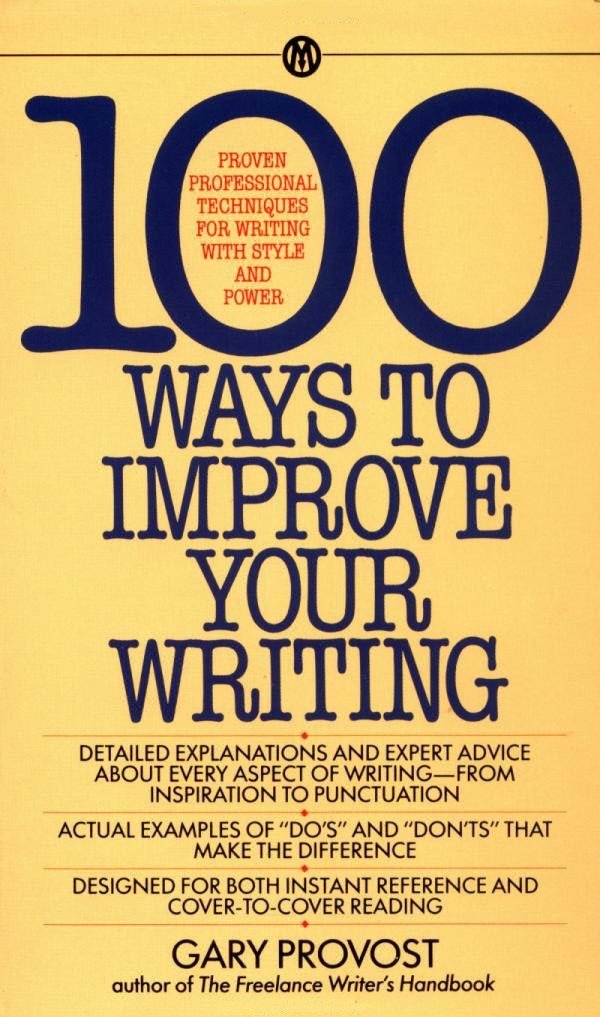 M
100
PROVEN
PROFESSIONAL
TECHNIQUES
FOR WRITING
WITH STYLE
AND
POWER
WAYS TO
IMPROVE
YOUR
WRITING
DETAILED EXPLANATIONS AND EXPERT ADVICE
ABOUT EVERY ASPECT OF WRITING—FROM
INSPIRATION TO PUNCTUATION
ACTUAL EXAMPLES OF “DO'S” AND “DON'TS” THAT
MAKE THE DIFFERENCE
DESIGNED FOR BOTH INSTANT REFERENCE AND
COVER-TO-COVER READING
GARY PROVOST
author of The Freelance Writer's Handbook